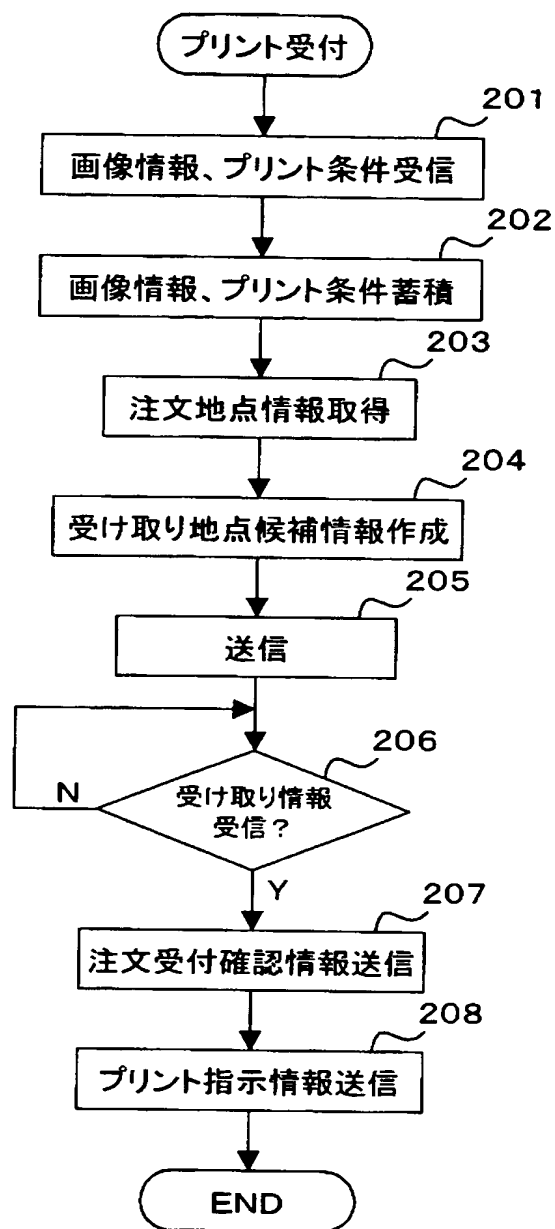 プリント受付
201
画像情報、プリント条件受信
202
画像情報、プリント条件蓄積
203
注文地点情報取得
204
受け取り地点候補情報作成
205
送信
206
受け取り情報
受信？
N
Y
207
注文受付確認情報送信
208
プリント指示情報送信
END